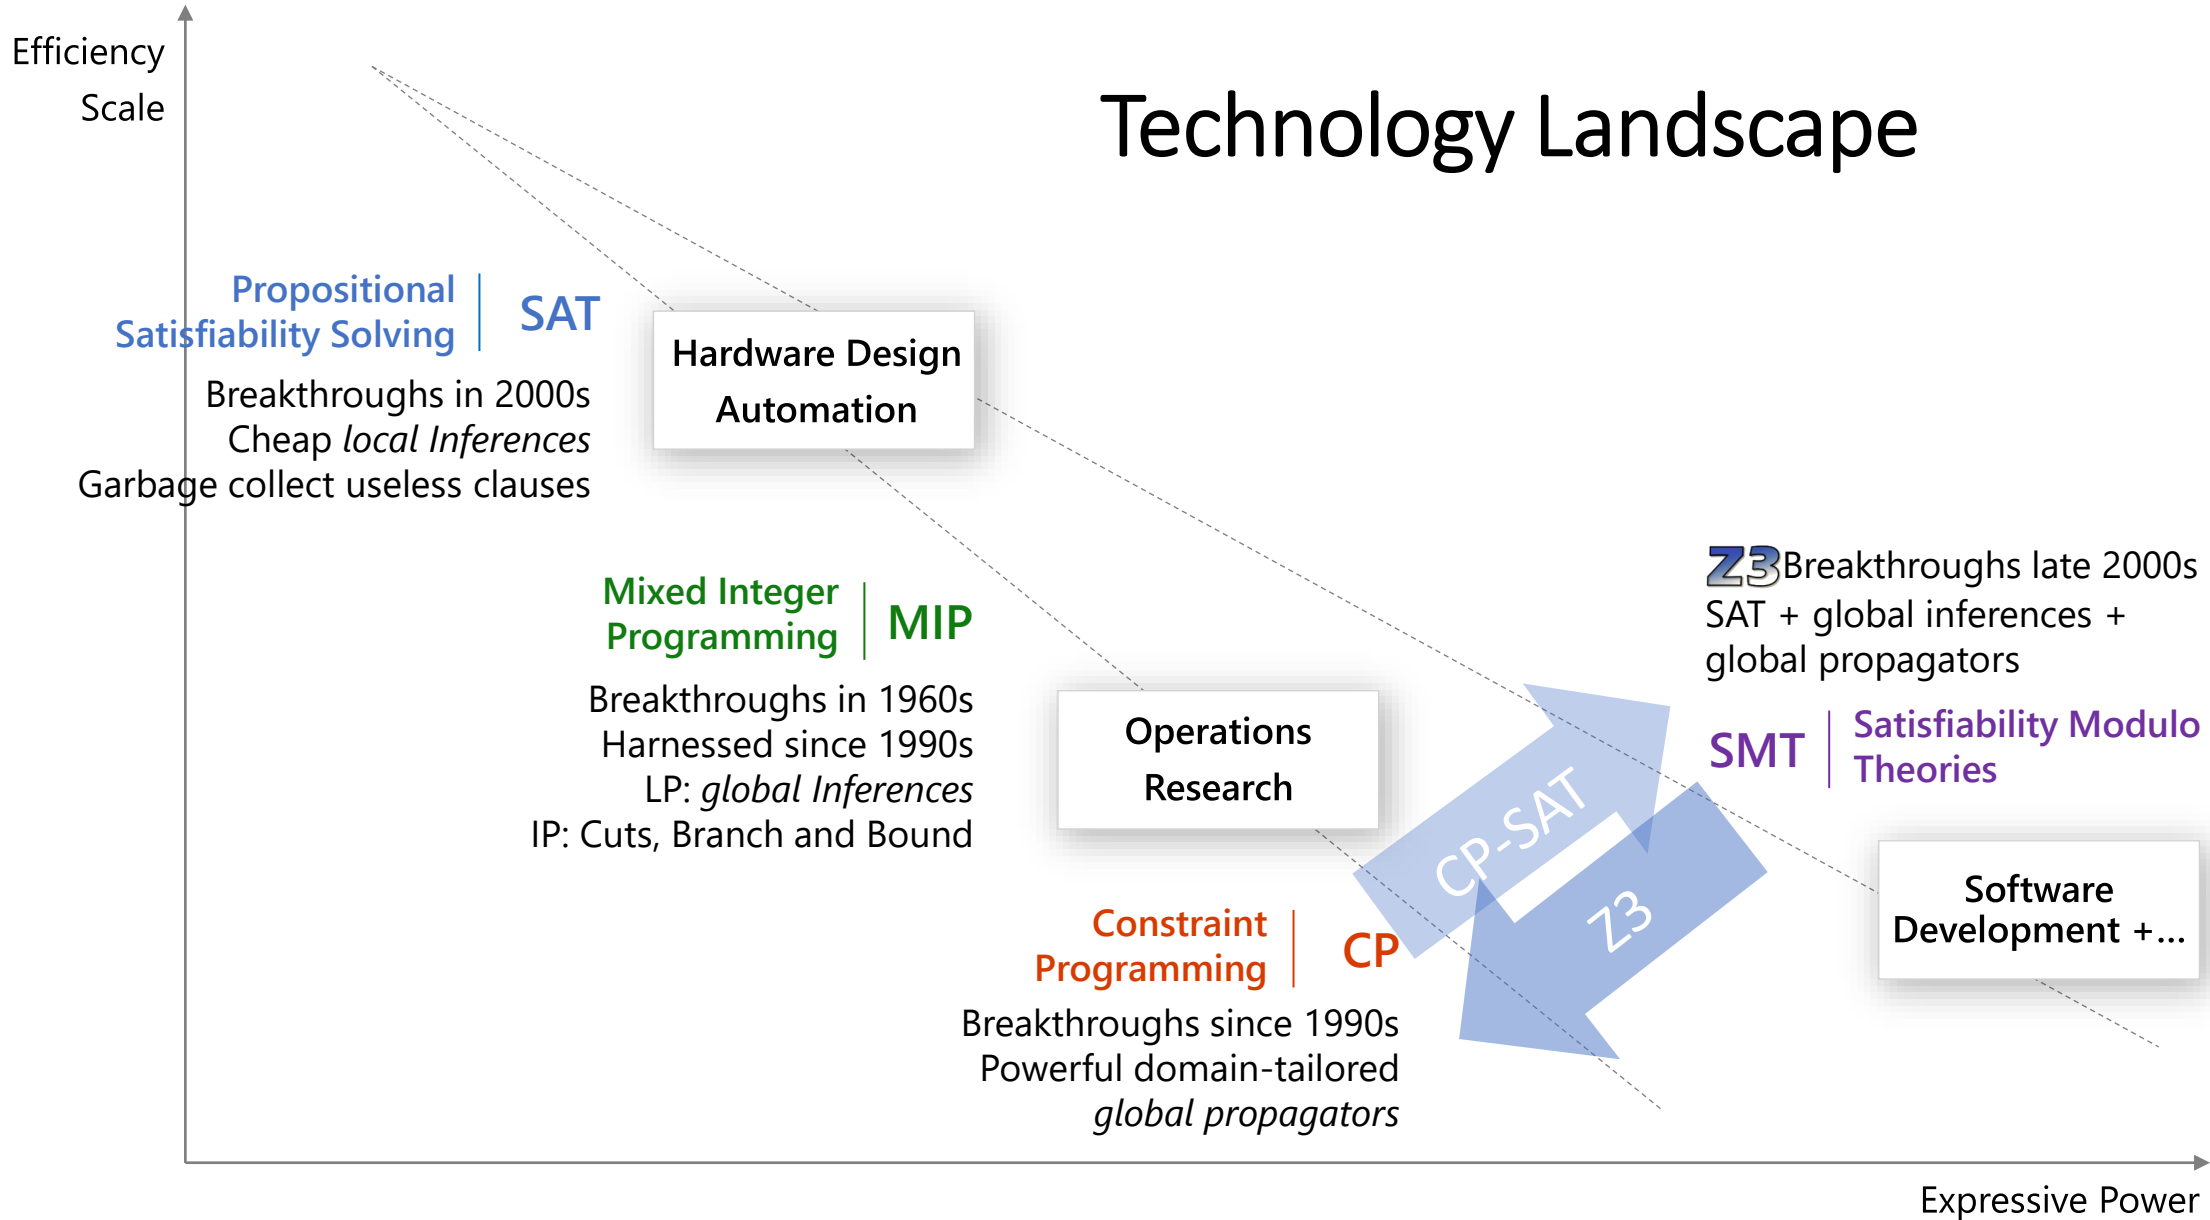 Efficiency
Scale
Technology Landscape
Propositional
Satisfiability Solving
SAT
Breakthroughs in 2000s
Cheap local Inferences
Garbage collect useless clauses
Hardware Design
Automation
Mixed Integer
Programming
MIP
Breakthroughs in 1960s
Harnessed since 1990s
LP: global Inferences
IP: Cuts, Branch and Bound
Operations
Research
Z3 Breakthroughs late 2000s
SAT + global inferences +
global propagators
SMT
Satisfiability Modulo
Theories
CP-SAT
Z3
Software
Development +...
Constraint
Programming
CP
Breakthroughs since 1990s
Powerful domain-tailored
global propagators
Expressive Power